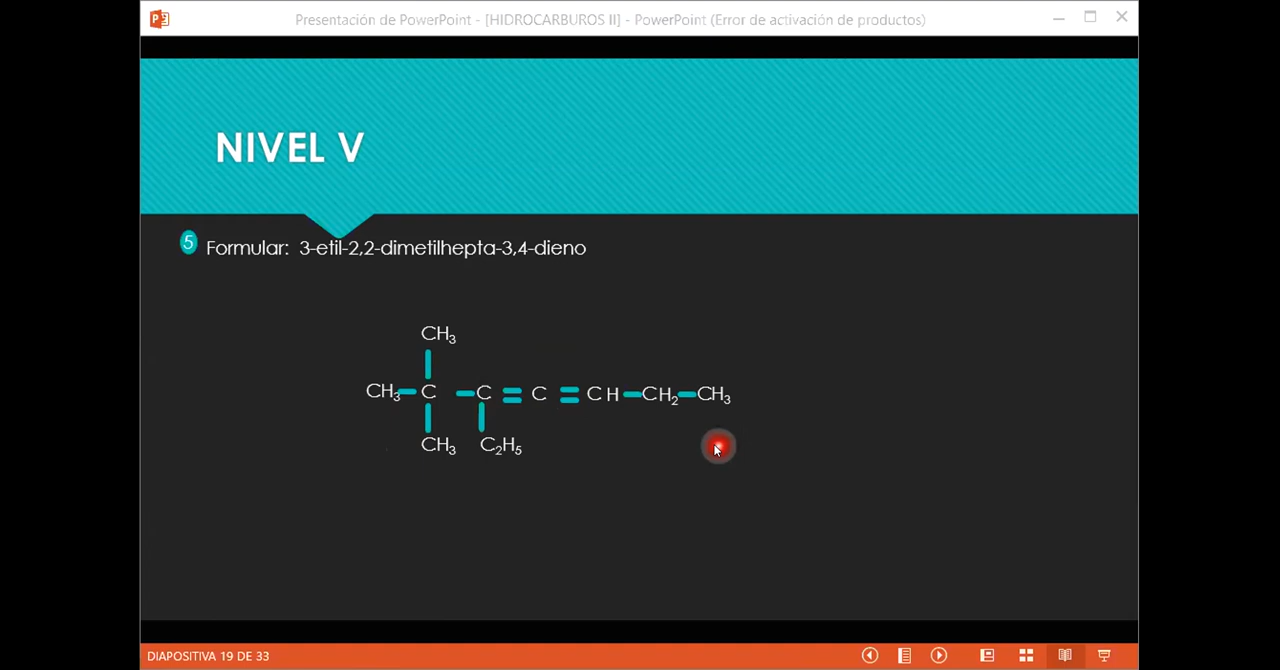 Presentación de PowerPoint - [HIDROCARBUROS II] - PowerPoint (Error de activación de productos)
NIVEL V
5 Formular: 3-etil-2,2-dimetilhepta-3,4-dieno
CH₃
CH₃ C C C CH CH₂ CH₃
CH₃ C₂H₅
DIAPOSITIVA 19 DE 33